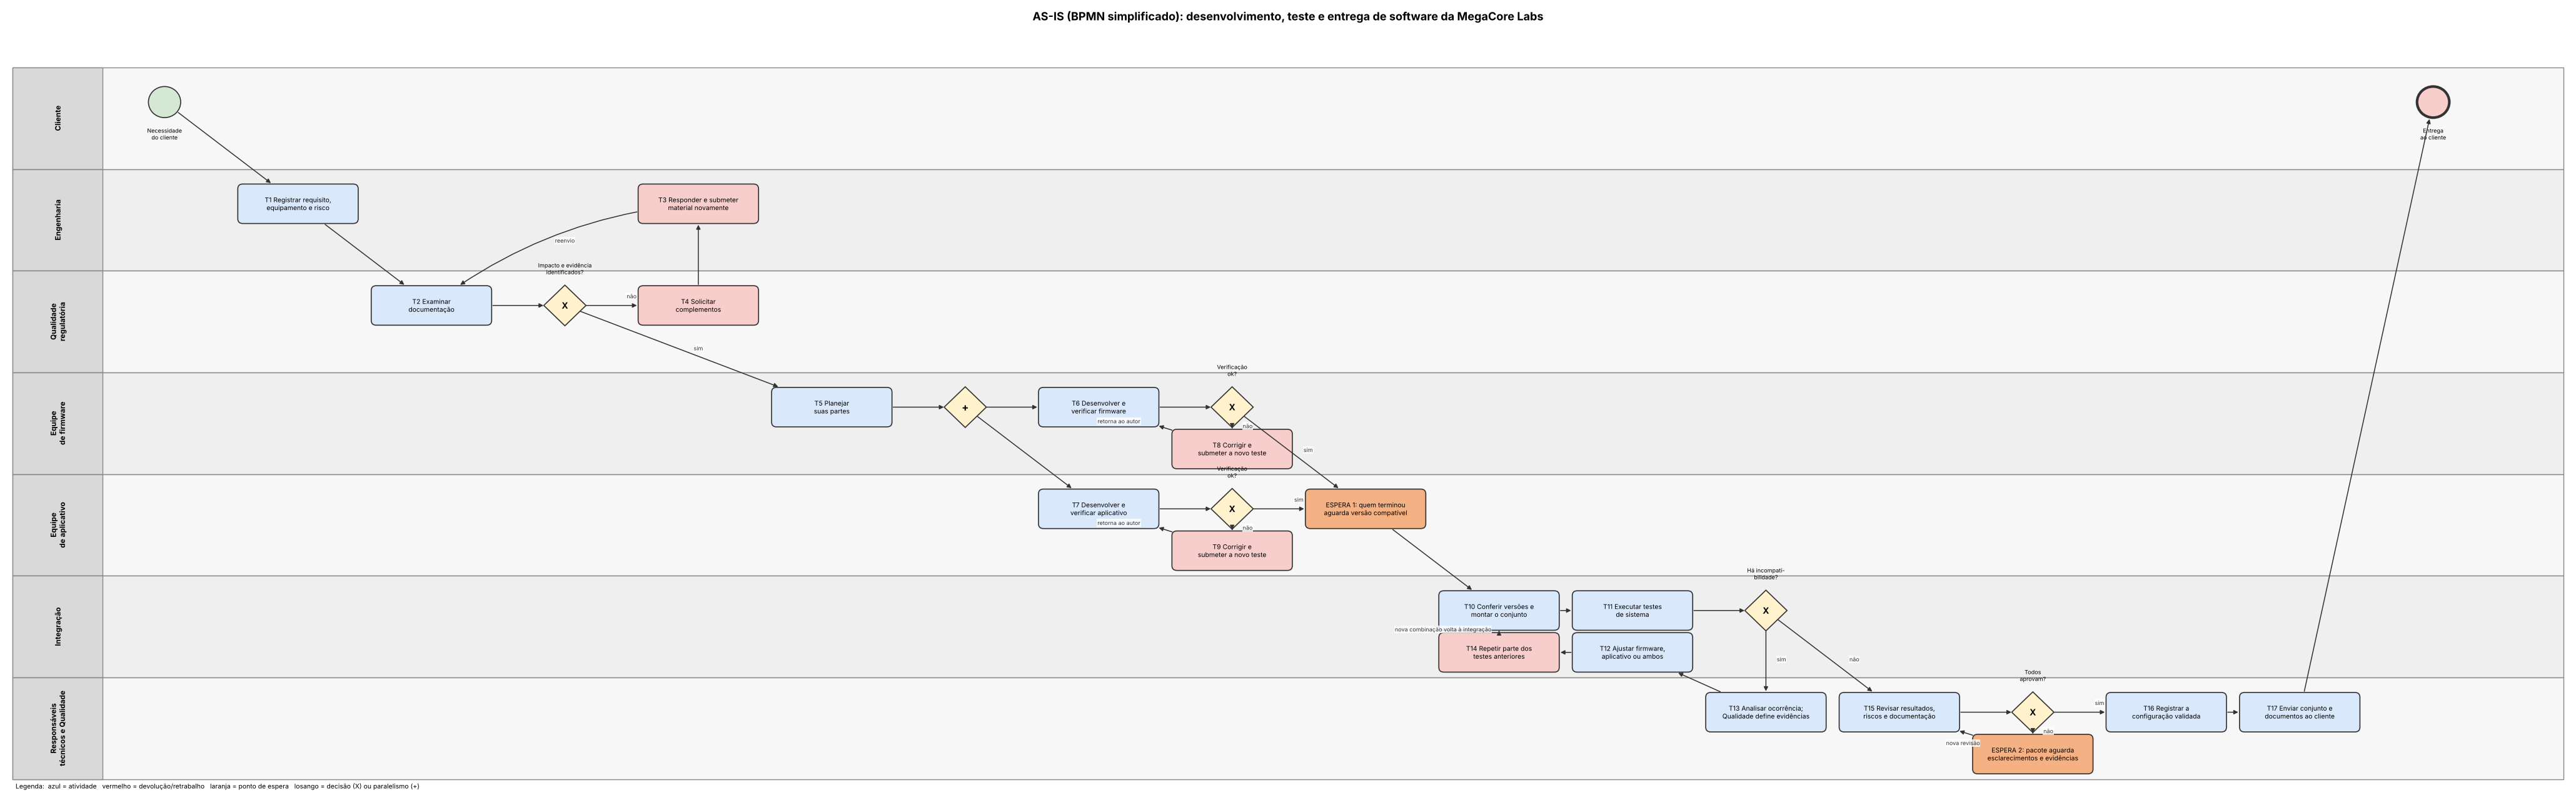 AS-IS (BPMN simplificado): desenvolvimento, teste e entrega de software da MegaCore Labs
Cliente
Necessidade
do cliente
Entrega
ao cliente
Engenharia
T1 Registrar requisito,
equipamento e risco
T3 Responder e submeter
material novamente
reenvio
Qualidade
regulatória
T2 Examinar
documentação
Impacto e evidência
identificados?
X
não
T4 Solicitar
complementos
sim
Equipe
de firmware
T5 Planejar
suas partes
+
T6 Desenvolver e
verificar firmware
retorna ao autor
Verificação
ok?
X
não
T8 Corrigir e
submeter a novo teste
sim
Equipe
de aplicativo
T7 Desenvolver e
verificar aplicativo
retorna ao autor
Verificação
ok?
X
não
T9 Corrigir e
submeter a novo teste
sim
ESPERA 1: quem terminou
aguarda versão compatível
Integração
T10 Conferir versões e
montar o conjunto
T11 Executar testes
de sistema
Há incompati-
bilidade?
X
nova combinação volta à integração
T14 Repetir parte dos
testes anteriores
T12 Ajustar firmware,
aplicativo ou ambos
sim
não
Responsáveis
técnicos e Qualidade
T13 Analisar ocorrência;
Qualidade define evidências
T15 Revisar resultados,
riscos e documentação
Todos
aprovam?
X
sim
T16 Registrar a
configuração validada
T17 Enviar conjunto e
documentos ao cliente
não
nova revisão
ESPERA 2: pacote aguarda
esclarecimentos e evidências
Legenda: azul = atividade vermelho = devolução/retrabalho laranja = ponto de espera losango = decisão (X) ou paralelismo (+)